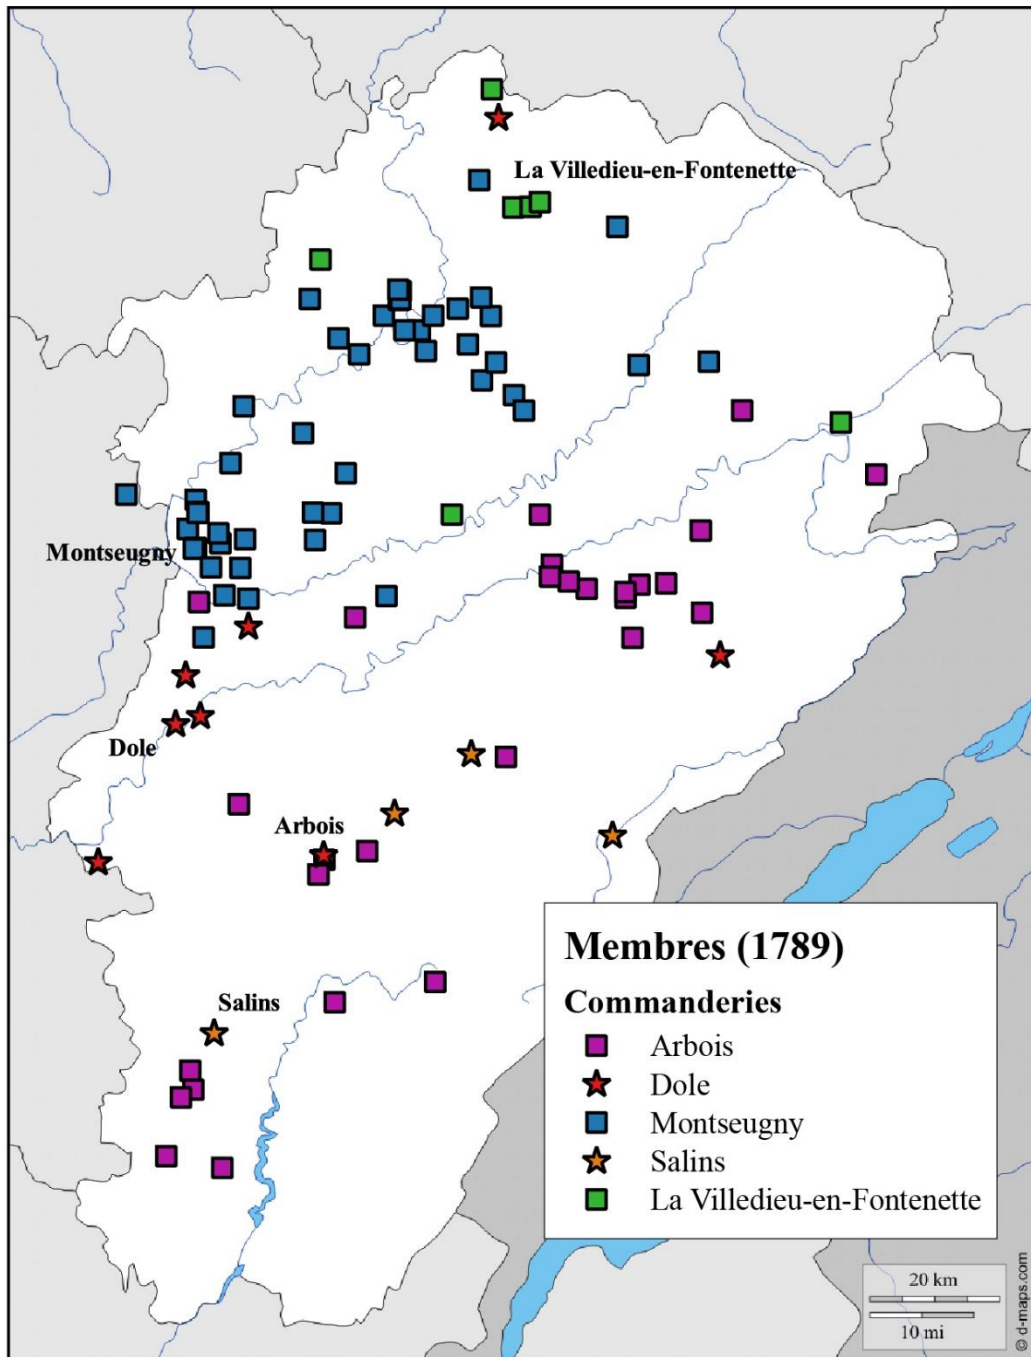 La Villedieu-en-Fontenette
Montseugny
Dole
Arbois
Salins
Membres (1789)
Commanderies
Arbois
Dole
Montseugny
Salins
La Villedieu-en-Fontenette
20 km
10 mi
© d-maps.com